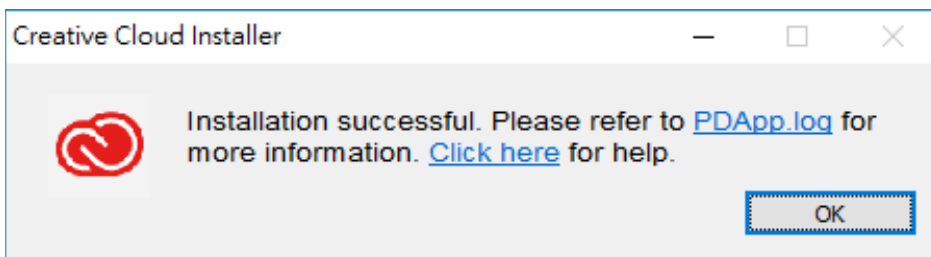 Creative Cloud Installer
Installation successful. Please refer to PDApp.log for
more information. Click here for help.
OK